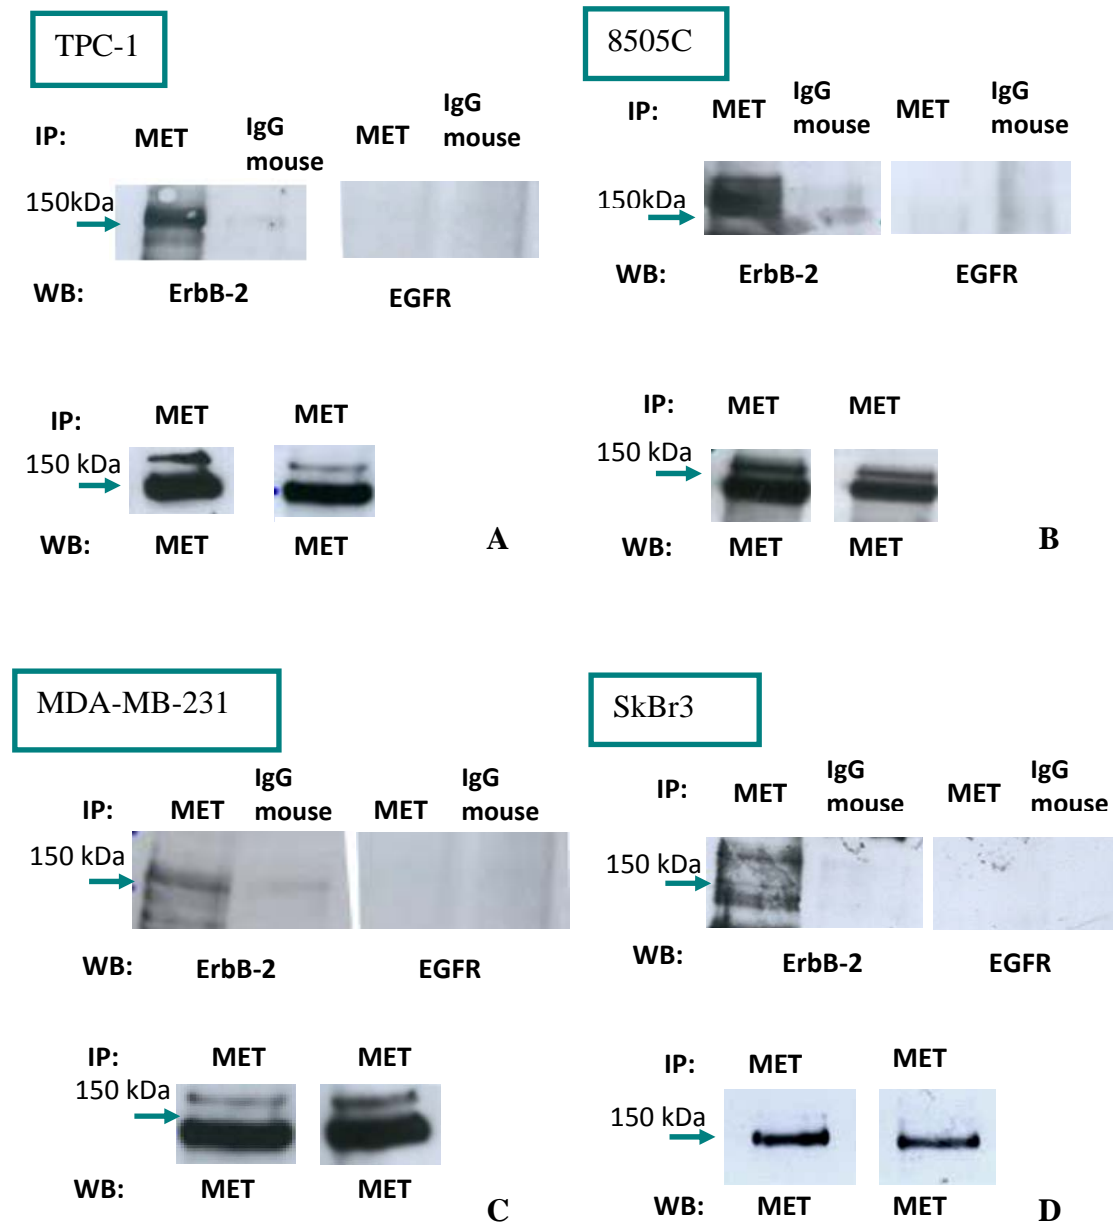 TPC-1
IP: MET IgG mouse MET IgG mouse
150kDa
WB: ErbB-2 EGFR
IP: MET MET
150 kDa
WB: MET MET
A
8505C
IP: MET IgG mouse MET IgG mouse
150kDa
WB: ErbB-2 EGFR
IP: MET MET
150 kDa
WB: MET MET
B
MDA-MB-231
IP: MET IgG mouse MET IgG mouse
150 kDa
WB: ErbB-2 EGFR
IP: MET MET
150 kDa
WB: MET MET
C
SkBr3
IP: MET IgG mouse MET IgG mouse
150 kDa
WB: ErbB-2 EGFR
IP: MET MET
150 kDa
WB: MET MET
D